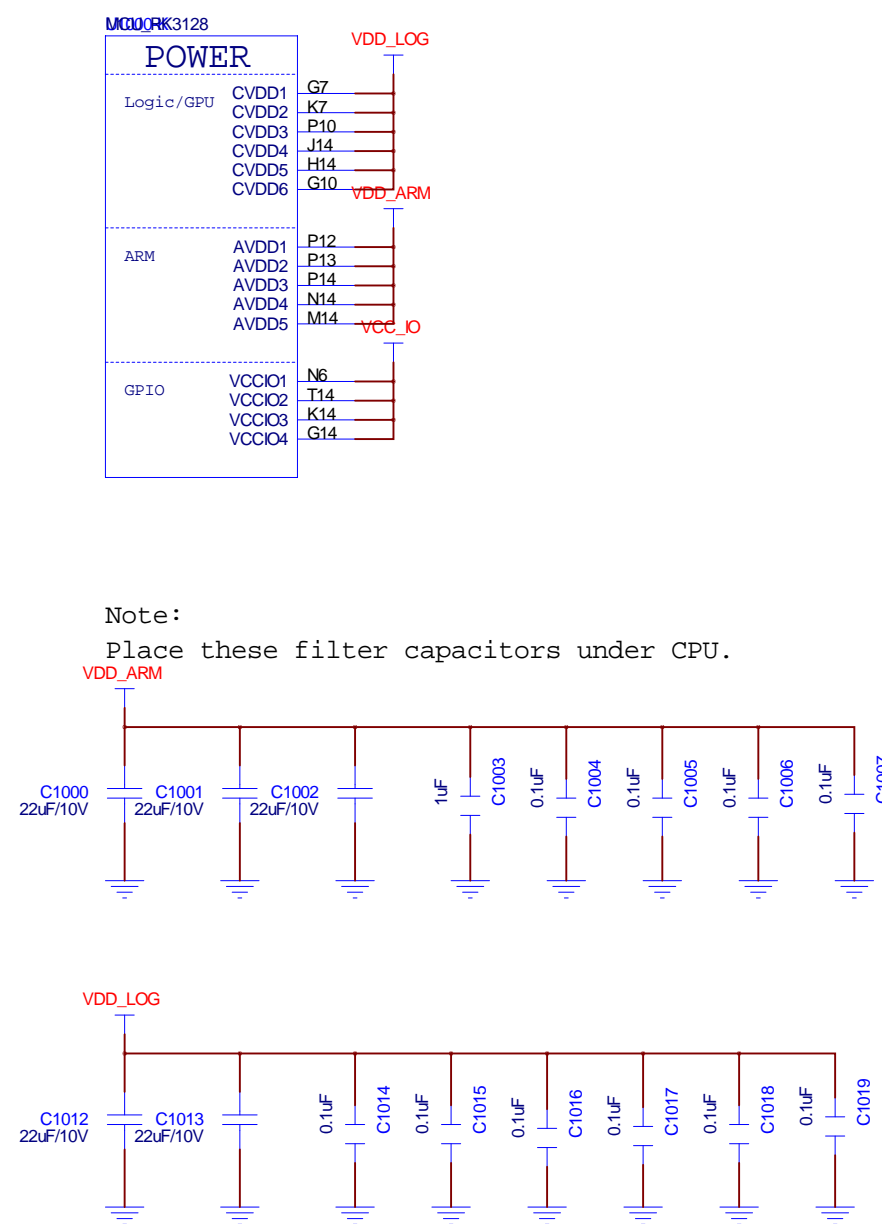 MCU_RK3128
VDD_LOG
POWER
Logic/GPU
CVDD1 G7
CVDD2 K7
CVDD3 P10
CVDD4 J14
CVDD5 H14
CVDD6 G10
VDD_ARM
ARM
AVDD1 P12
AVDD2 P13
AVDD3 P14
AVDD4 N14
AVDD5 M14
VCC_IO
GPIO
VCCIO1 N6
VCCIO2 T14
VCCIO3 K14
VCCIO4 G14
Note:
Place these filter capacitors under CPU.
VDD_ARM
C1000
22uF/10V
C1001
22uF/10V
C1002
22uF/10V
1uF
C1003
0.1uF
C1004
0.1uF
C1005
0.1uF
C1006
0.1uF
C1007
VDD_LOG
C1012
22uF/10V
C1013
22uF/10V
0.1uF
C1014
0.1uF
C1015
0.1uF
C1016
0.1uF
C1017
0.1uF
C1018
0.1uF
C1019